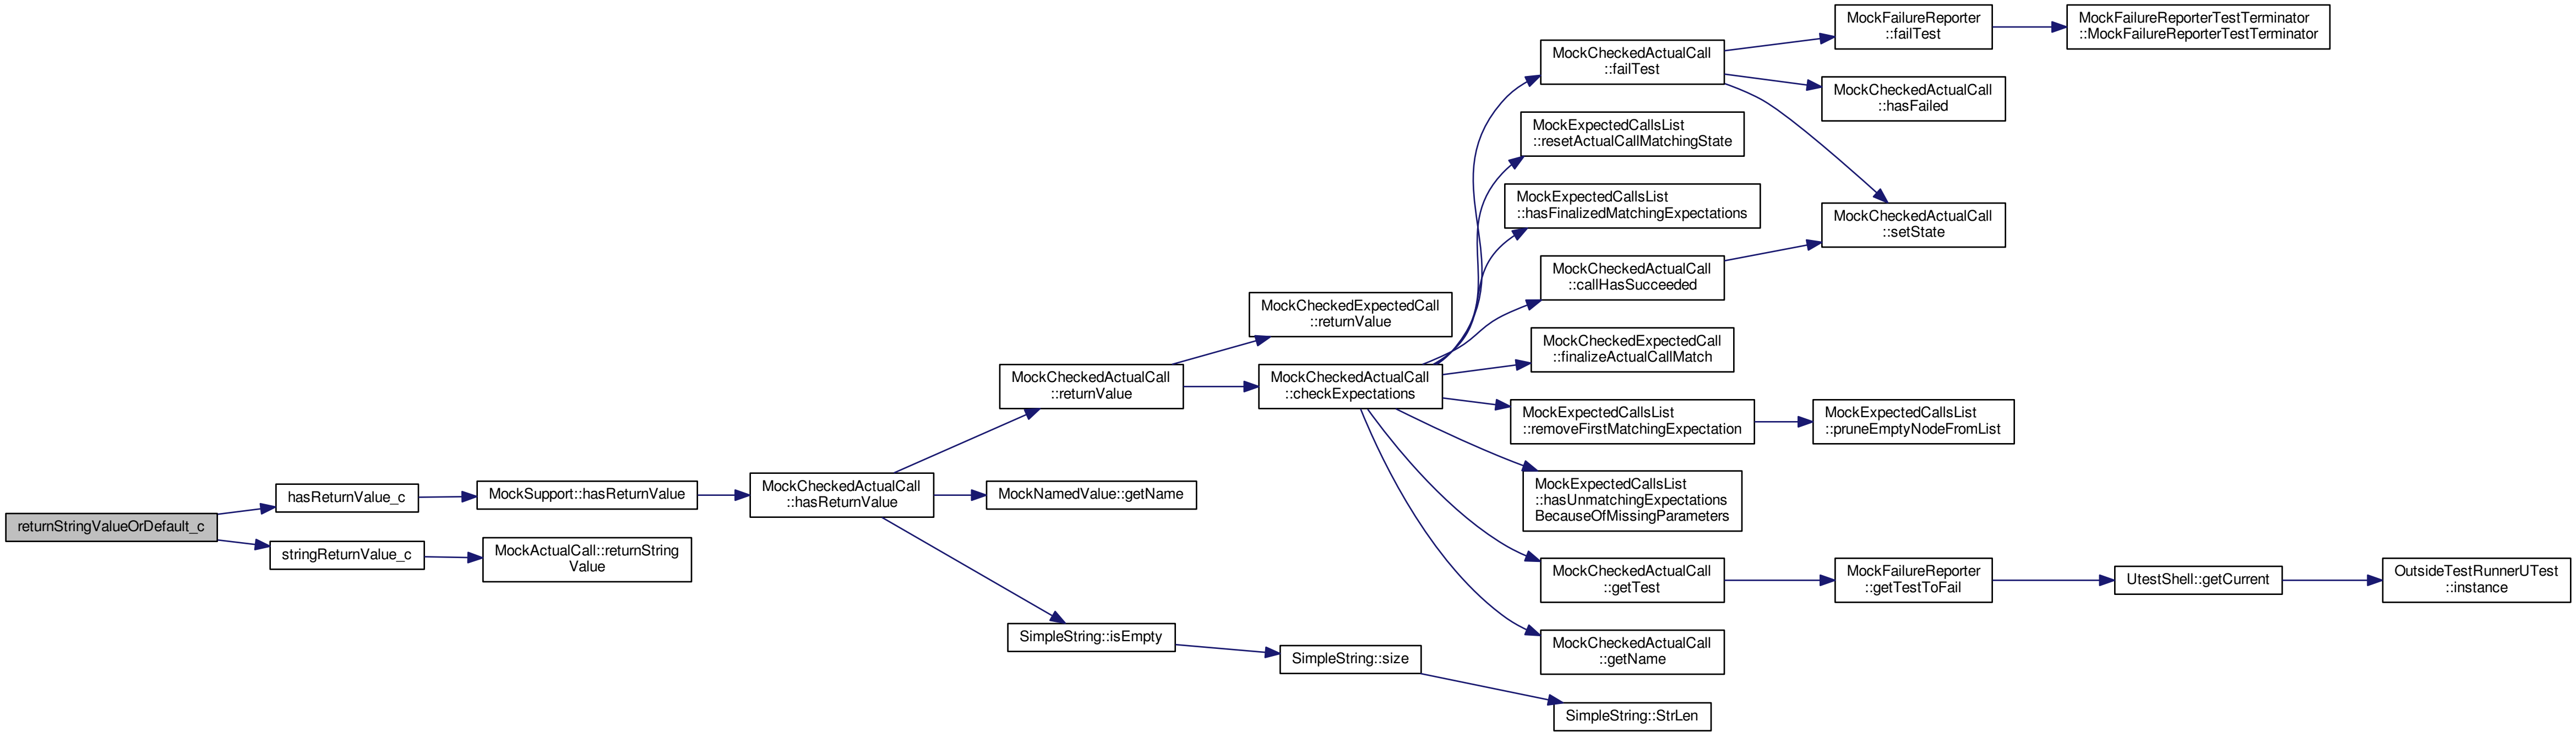 returnStringValueOrDefault_c
hasReturnValue_c
stringReturnValue_c
MockSupport::hasReturnValue
MockActualCall::returnString
Value
MockCheckedActualCall
::hasReturnValue
MockCheckedActualCall
::returnValue
MockNamedValue::getName
SimpleString::isEmpty
MockCheckedExpectedCall
::returnValue
MockCheckedActualCall
::checkExpectations
SimpleString::size
MockCheckedActualCall
::failTest
MockExpectedCallsList
::resetActualCallMatchingState
MockExpectedCallsList
::hasFinalizedMatchingExpectations
MockCheckedActualCall
::callHasSucceeded
MockCheckedExpectedCall
::finalizeActualCallMatch
MockExpectedCallsList
::removeFirstMatchingExpectation
MockExpectedCallsList
::hasUnmatchingExpectations
BecauseOfMissingParameters
MockCheckedActualCall
::getTest
MockCheckedActualCall
::getName
SimpleString::StrLen
MockFailureReporter
::failTest
MockCheckedActualCall
::hasFailed
MockCheckedActualCall
::setState
MockExpectedCallsList
::pruneEmptyNodeFromList
MockFailureReporter
::getTestToFail
MockFailureReporterTestTerminator
::MockFailureReporterTestTerminator
UtestShell::getCurrent
OutsideTestRunnerUTest
::instance